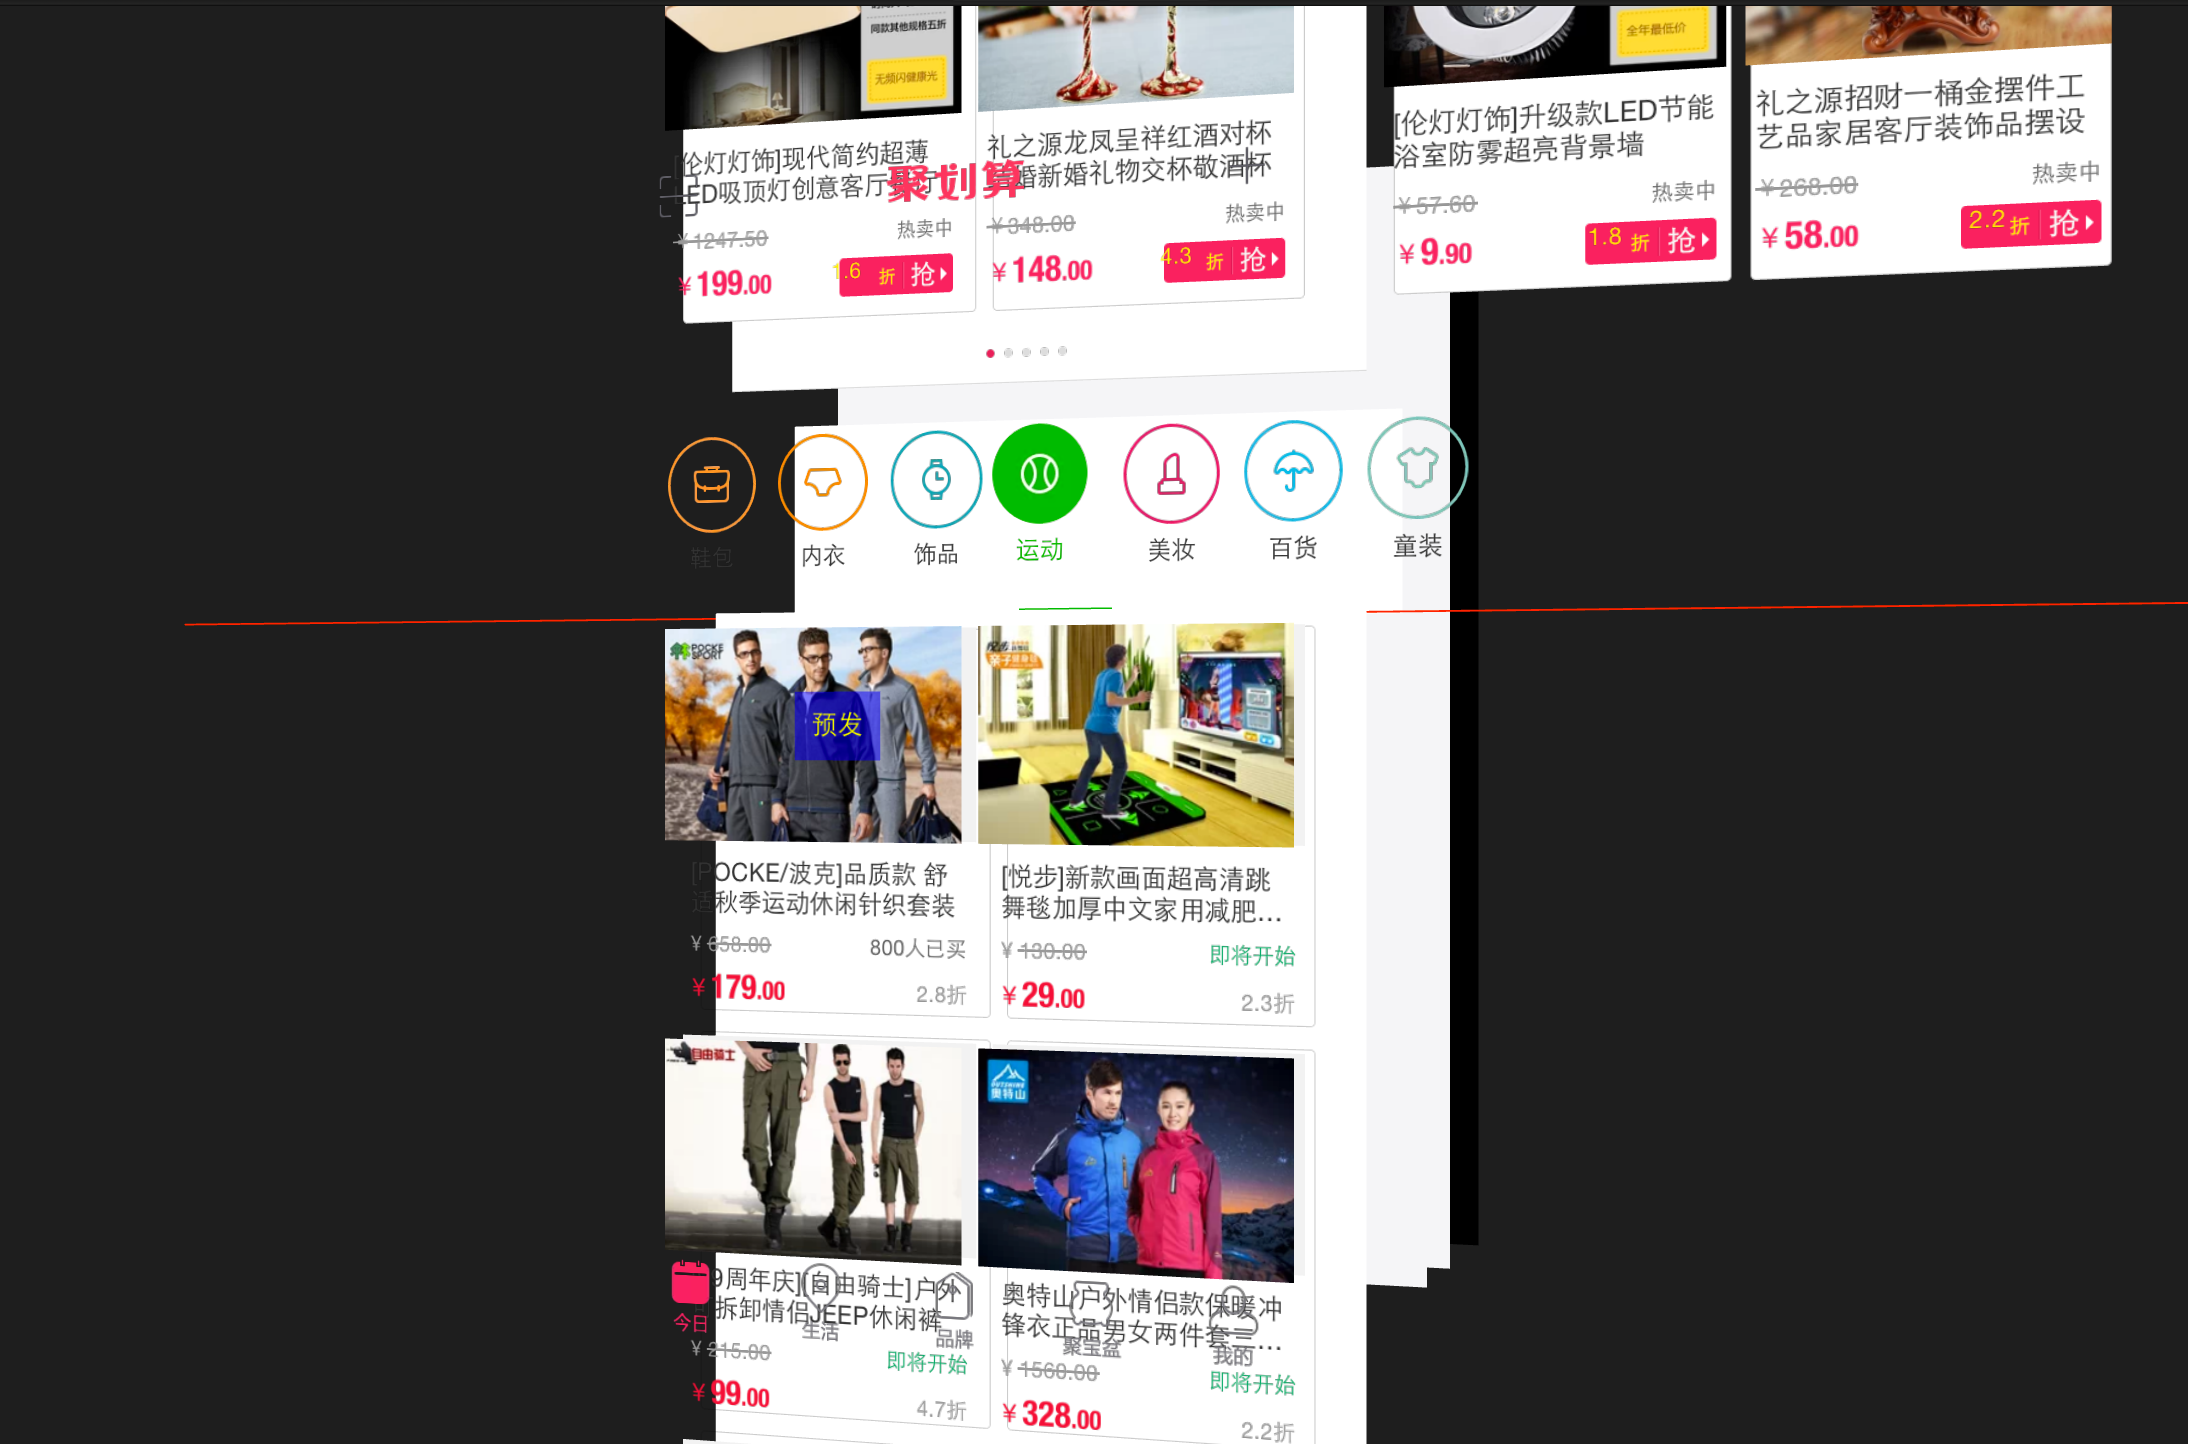 同款其他规格五折
无频闪健康光
全年最低价
[伦灯灯饰]现代简约超薄
LED吸顶灯创意客厅
¥1247.50
热卖中
¥199.00
1.6折 抢
礼之源龙凤呈祥红酒对杯
结婚新婚礼物交杯敬酒杯
¥348.00
热卖中
¥148.00
4.3折 抢
聚划算
[伦灯灯饰]升级款LED节能
浴室防雾超亮背景墙
¥57.60
热卖中
¥9.90
1.8折 抢
礼之源招财一桶金摆件工
艺品家居客厅装饰品摆设
¥268.00
热卖中
¥58.00
2.2折 抢
鞋包
内衣
饰品
运动
美妆
百货
童装
POCKE
SPORT
预发
亲子健身毯
[POCKE/波克]品质款 舒
适秋季运动休闲针织套装
¥658.00
800人已买
¥179.00
2.8折
[悦步]新款画面超高清跳
舞毯加厚中文家用减肥...
¥130.00
即将开始
¥29.00
2.3折
自由骑士
OUTSHINE
奥特山
9周年庆][自由骑士]户外
拆卸情侣JEEP休闲裤
¥215.00
即将开始
¥99.00
4.7折
奥特山户外情侣款保暖冲
锋衣正品男女两件套三...
¥1560.00
即将开始
¥328.00
2.2折
今日
生活
品牌
聚宝盆
我的